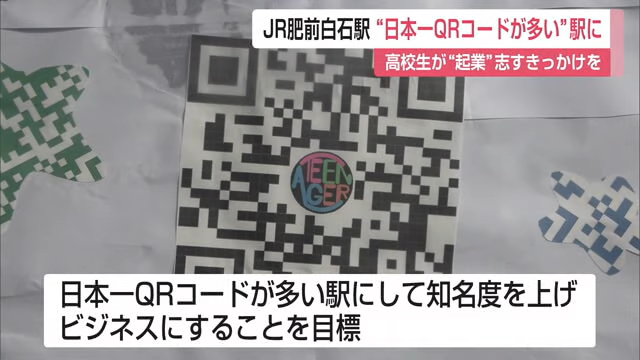 JR肥前白石駅 “日本一QRコードが多い”駅に
高校生が“起業”志すきっかけを
TEEN
AGER
日本一QRコードが多い駅にして知名度を上げ
ビジネスにすることを目標